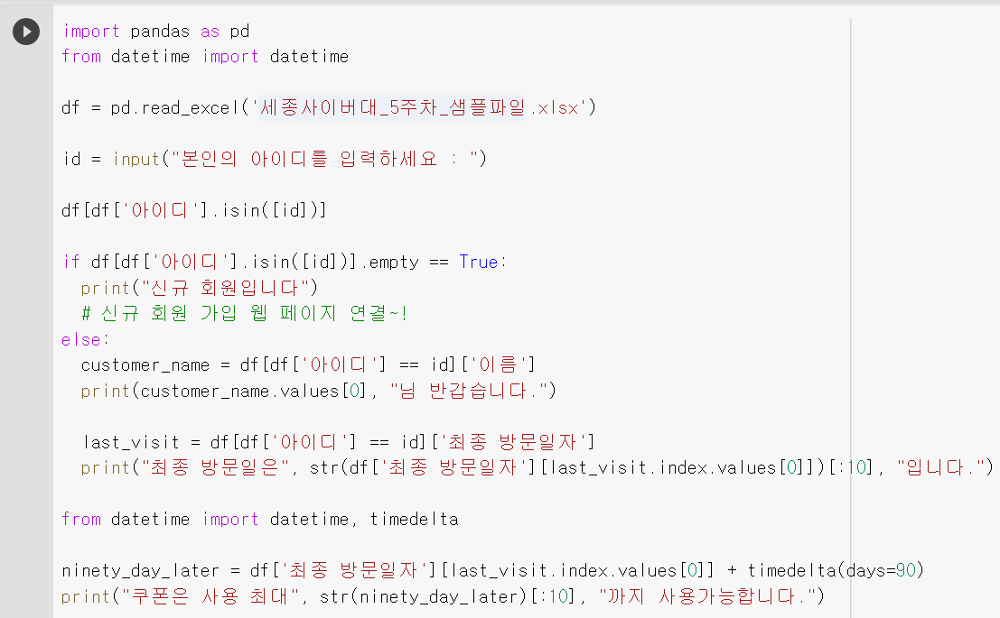 import pandas as pd
from datetime import datetime
df = pd.read_excel('세종사이버대_5주차_샘플파일.xlsx')
id = input("본인의 아이디를 입력하세요 : ")
df[df['아이디'].isin([id])]
if df[df['아이디'].isin([id])].empty == True:
  print("신규 회원입니다")
  # 신규 회원 가입 웹 페이지 연결~!
else:
  customer_name = df[df['아이디'] == id]['이름']
  print(customer_name.values[0], "님 반갑습니다.")
  last_visit = df[df['아이디'] == id]['최종 방문일자']
  print("최종 방문일은", str(df['최종 방문일자'][last_visit.index.values[0]])[:10], "입니다.")
from datetime import datetime, timedelta
ninety_day_later = df['최종 방문일자'][last_visit.index.values[0]] + timedelta(days=90)
print("쿠폰은 사용 최대", str(ninety_day_later)[:10], "까지 사용가능합니다.")